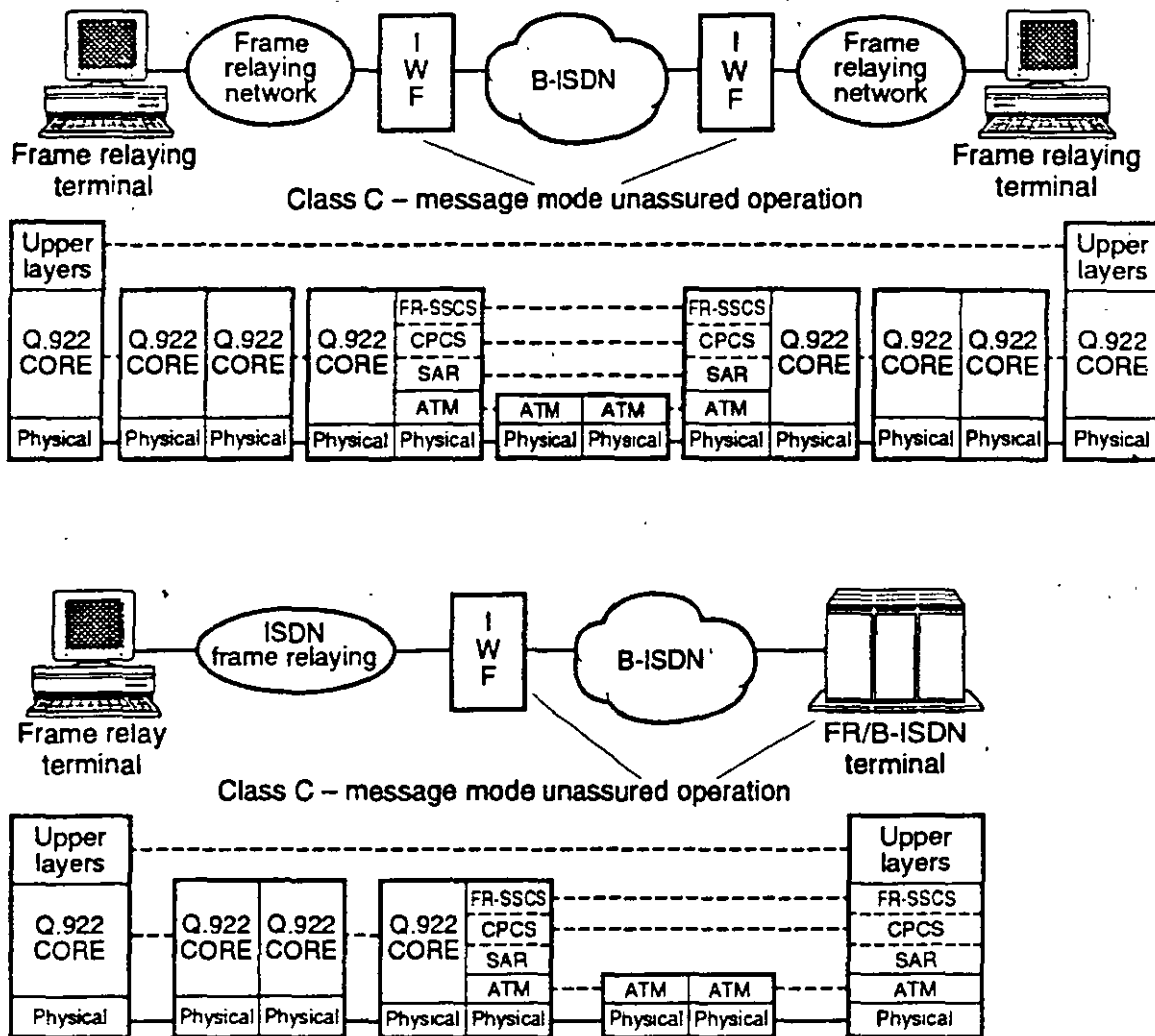 Frame
relaying
network
I
W
F
B-ISDN
I
W
F
Frame
relaying
network
Frame relaying
terminal
Frame relaying
terminal
Class C – message mode unassured operation
Upper
layers
Upper
layers
Q.922
CORE
Q.922
CORE
Q.922
CORE
Q.922
CORE
FR-SSCS
CPCS
SAR
ATM
ATM
ATM
FR-SSCS
CPCS
SAR
ATM
Q.922
CORE
Q.922
CORE
Q.922
CORE
Q.922
CORE
Physical
Physical
Physical
Physical
Physical
Physical
Physical
Physical
Physical
Physical
Physical
Physical
ISDN
frame relaying
I
W
F
B-ISDN
Frame relay
terminal
FR/B-ISDN
terminal
Class C – message mode unassured operation
Upper
layers
Upper
layers
Q.922
CORE
Q.922
CORE
Q.922
CORE
Q.922
CORE
FR-SSCS
CPCS
SAR
ATM
ATM
ATM
FR-SSCS
CPCS
SAR
ATM
Physical
Physical
Physical
Physical
Physical
Physical
Physical
Physical